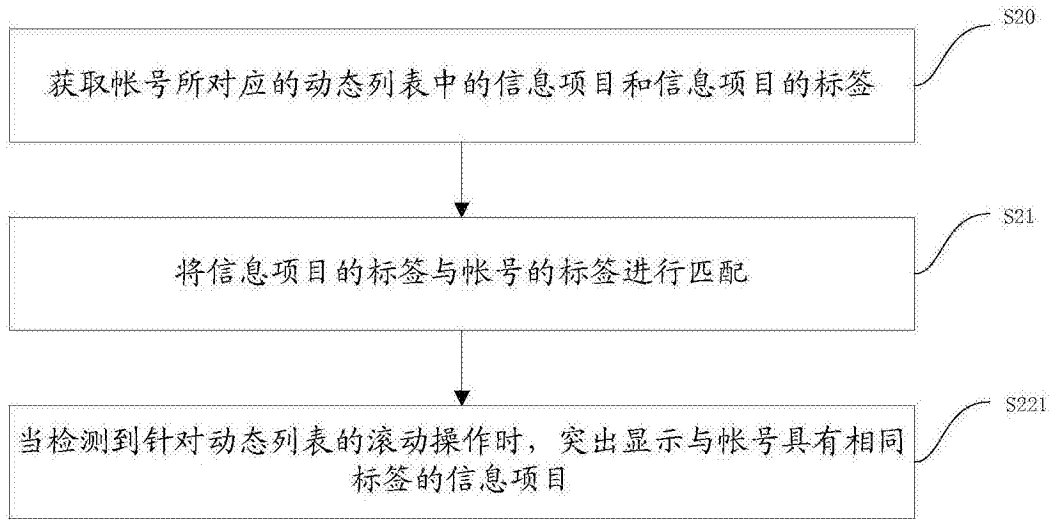 S20
获取帐号所对应的动态列表中的信息项目和信息项目的标签
S21
将信息项目的标签与帐号的标签进行匹配
S221
当检测到针对动态列表的滚动操作时，突出显示与帐号具有相同
标签的信息项目